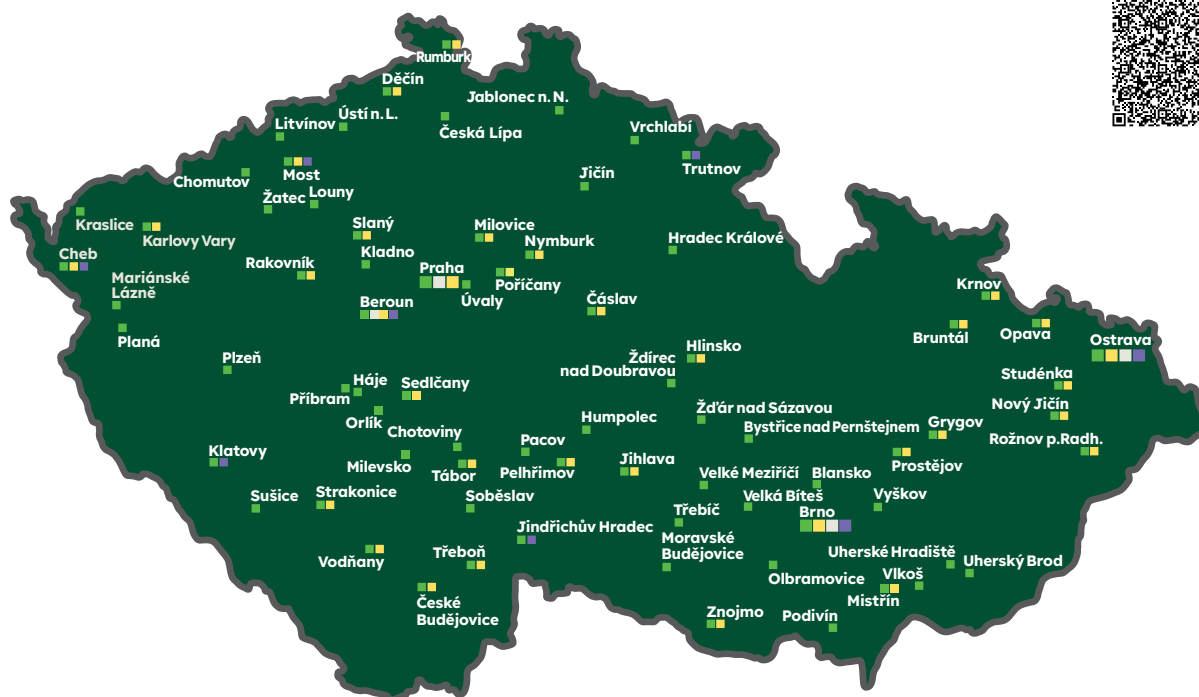 Rumburk
Děčín
Jablonec n. N.
Ústí n. L.
Litvínov
Česká Lípa
Vrchlabí
Trutnov
Most
Chomutov
Jičín
Louny
Žatec
Kraslice
Slaný
Milovice
Karlovy Vary
Nymburk
Hradec Králové
Cheb
Kladno
Rakovník
Praha
Mariánské
Lázně
Poříčany
Krnov
Úvaly
Čáslav
Beroun
Planá
Bruntál
Opava
Ostrava
Hlinsko
Plzeň
Ždírec
nad Doubravou
Studénka
Háje
Sedlčany
Příbram
Nový Jičín
Žďár nad Sázavou
Humpolec
Orlík
Grygov
Bystřice nad Pernštejnem
Chotoviny
Rožnov p.Radh.
Pacov
Klatovy
Jihlava
Milevsko
Prostějov
Pelhřimov
Tábor
Velké Meziříčí
Blansko
Strakonice
Sušice
Soběslav
Velká Bíteš
Vyškov
Třebíč
Brno
Jindřichův Hradec
Moravské
Budějovice
Třeboň
Uherské Hradiště
Vodňany
Uherský Brod
Vlkoš
Olbramovice
České
Budějovice
Mistřín
Znojmo
Podivín